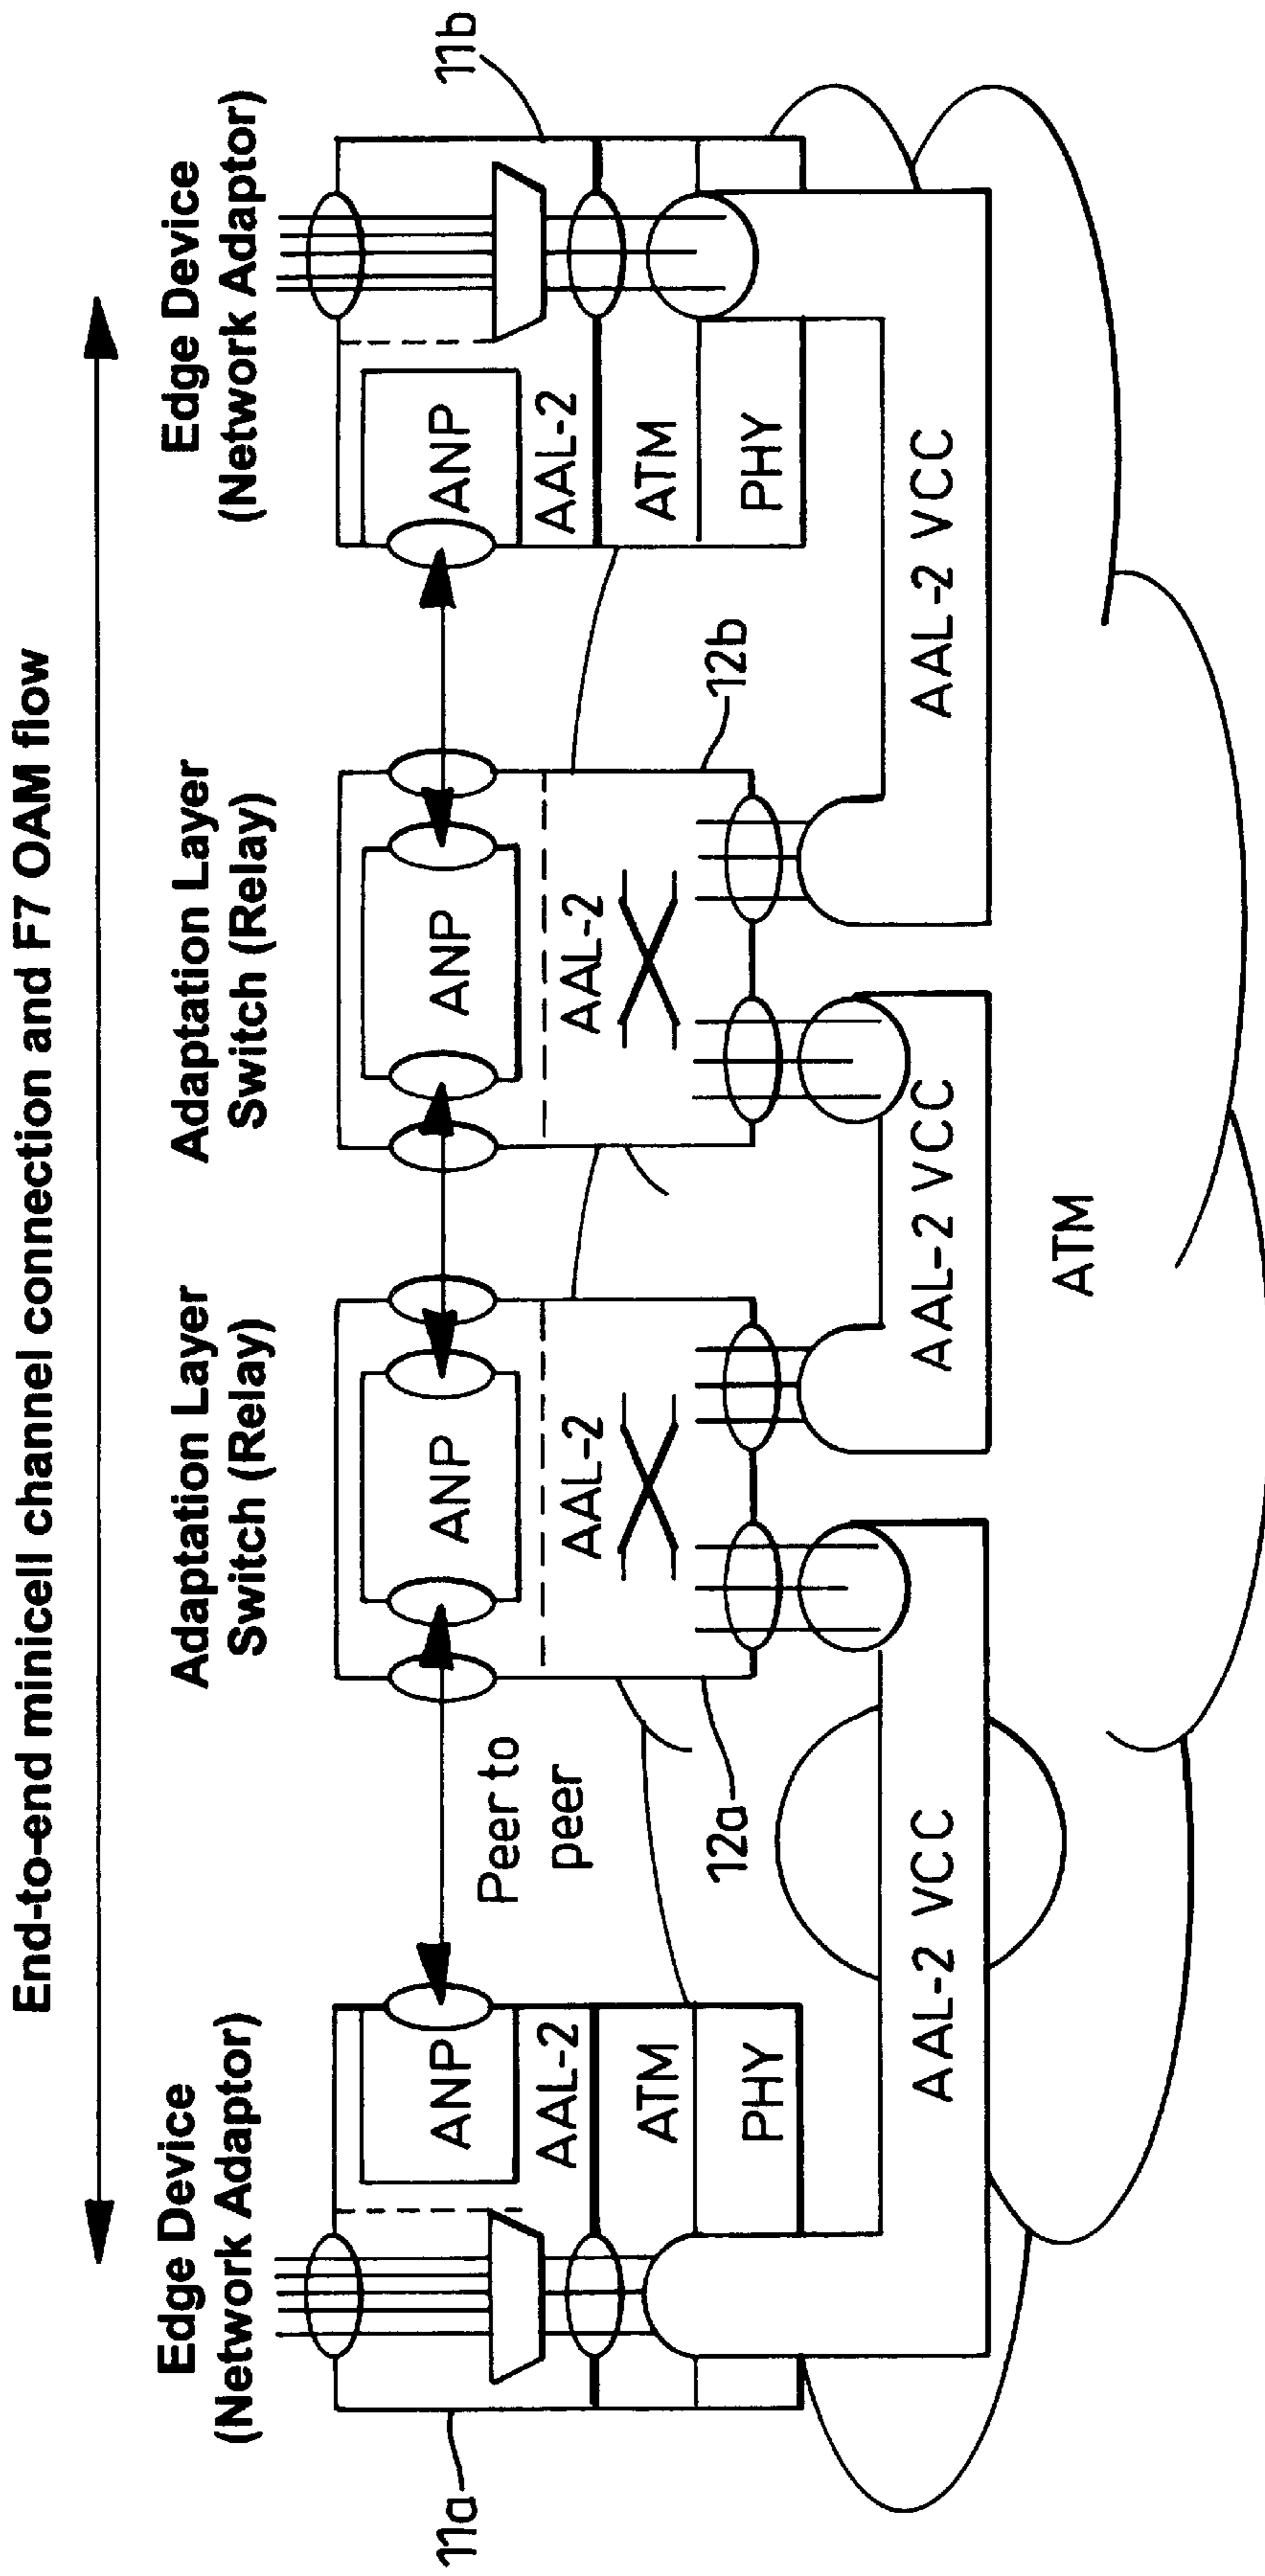 End-to-end minicell channel connection and F7 OAM flow
Edge Device
(Network Adaptor)
Adaptation Layer
Switch (Relay)
Adaptation Layer
Switch (Relay)
Edge Device
(Network Adaptor)
11a
ANP
AAL-2
ATM
PHY
Peer to
peer
12a
ANP
AAL-2
ANP
AAL-2
12b
ANP
AAL-2
ATM
PHY
11b
AAL-2 VCC
AAL-2 VCC
AAL-2 VCC
ATM